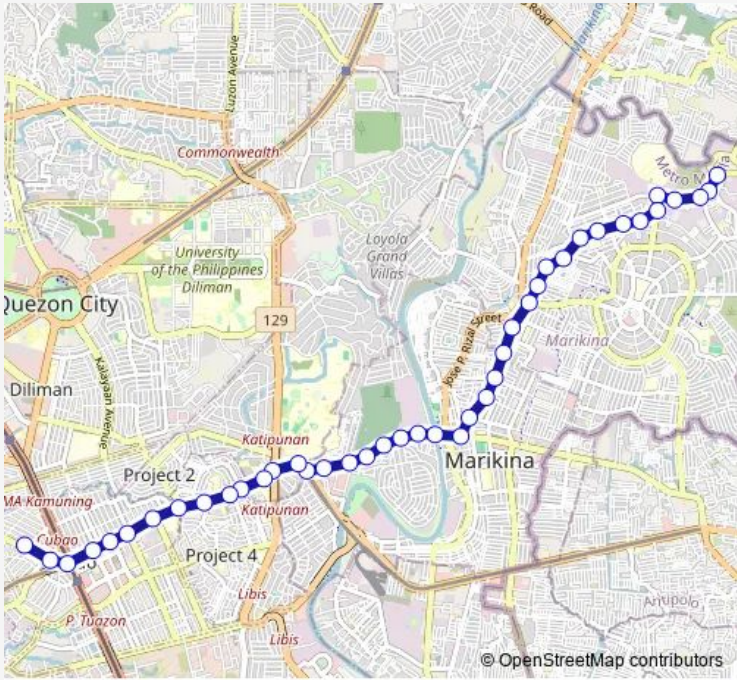 Road
Marikina
Luzon Avenue
Commonwealth
Metro M
a
University
of the Philippines
Diliman
Loyola
Grand
Villas
Quezon City
129
Jose P. Rizal Street
Marikina
Kalayaan Avenue
Diliman
Katipunan
Project 2
Marikina
MA Kamuning
Katipunan
Cubao
Project 4
Libis
Antipolo
P. Tuazon
Libis
© OpenStreetMap contributors